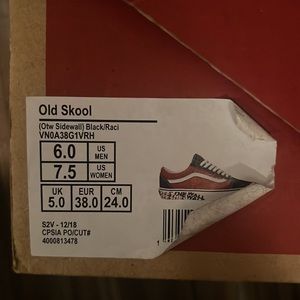 Old Skool
(Otw Sidewall) Black/Raci
VN0A38G1VRH
6.0 US MEN
7.5 US WOMEN
UK EUR CM
5.0 38.0 24.0
S2V - 12/18
CPSIA PO/CUT#
4000813478